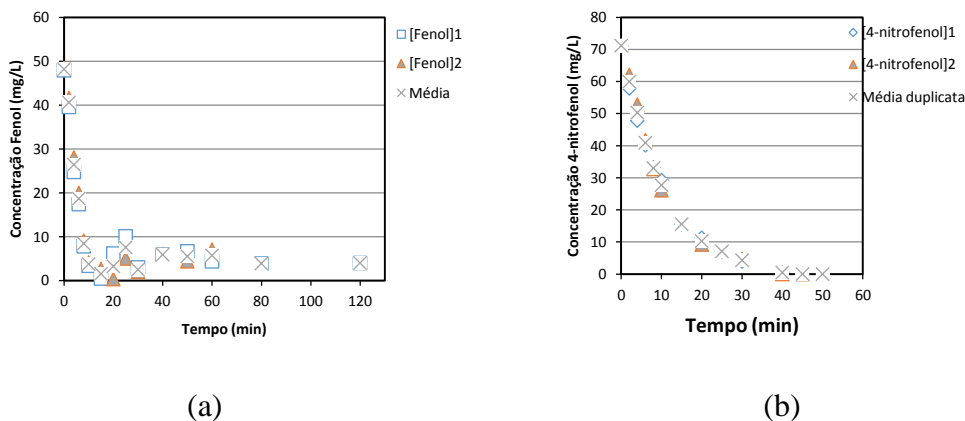 60
50
40
30
20
10
0
Concentração Fenol (mg/L)
0 20 40 60 80 100 120
Tempo (min)
[Fenol]1
[Fenol]2
Média
(a)
80
70
60
50
40
30
20
10
0
Concentração 4-nitrofenol (mg/L)
0 10 20 30 40 50 60
Tempo (min)
[4-nitrofenol]1
[4-nitrofenol]2
Média duplicata
(b)